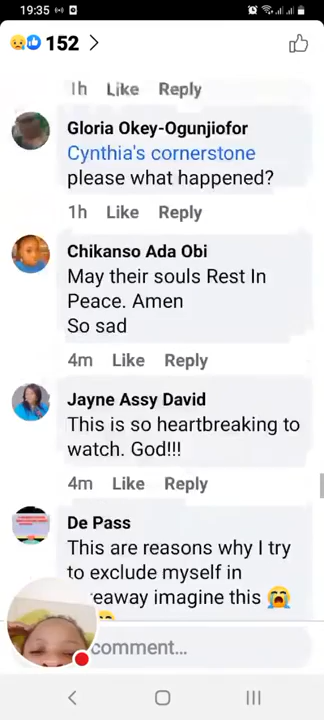 19:35
152
1h Like Reply
Gloria Okey-Ogunjiofor
Cynthia's cornerstone
please what happened?
1h Like Reply
Chikanso Ada Obi
May their souls Rest In
Peace. Amen
So sad
4m Like Reply
Jayne Assy David
This is so heartbreaking to
watch. God!!!
4m Like Reply
De Pass
This are reasons why I try
to exclude myself in
eaway imagine this 😭
comment...